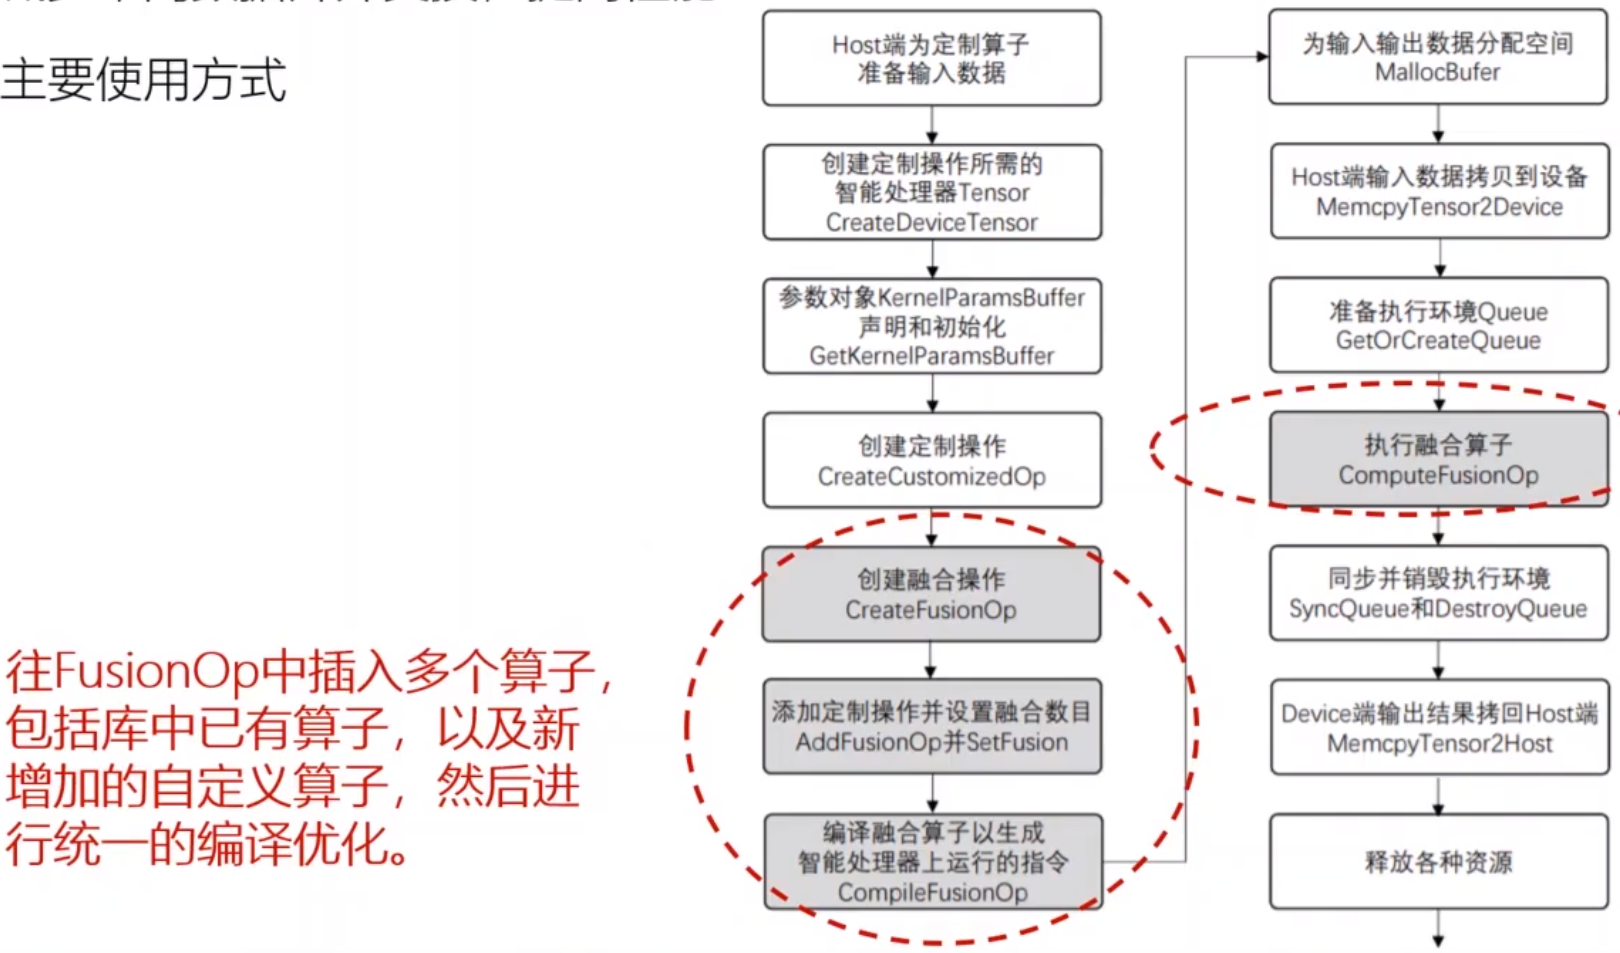 主要使用方式
往FusionOp中插入多个算子，
包括库中已有算子，以及新
增加的自定义算子，然后进
行统一的编译优化。
Host端为定制算子
准备输入数据
创建定制操作所需的
智能处理器Tensor
CreateDeviceTensor
参数对象KernelParamsBuffer
声明和初始化
GetKernelParamsBuffer
创建定制操作
CreateCustomizedOp
创建融合操作
CreateFusionOp
添加定制操作并设置融合数目
AddFusionOp并SetFusion
编译融合算子以生成
智能处理器上运行的指令
CompileFusionOp
为输入输出数据分配空间
MallocBufer
Host端输入数据拷贝到设备
MemcpyTensor2Device
准备执行环境Queue
GetOrCreateQueue
执行融合算子
ComputeFusionOp
同步并销毁执行环境
SyncQueue和DestroyQueue
Device端输出结果拷回Host端
MemcpyTensor2Host
释放各种资源